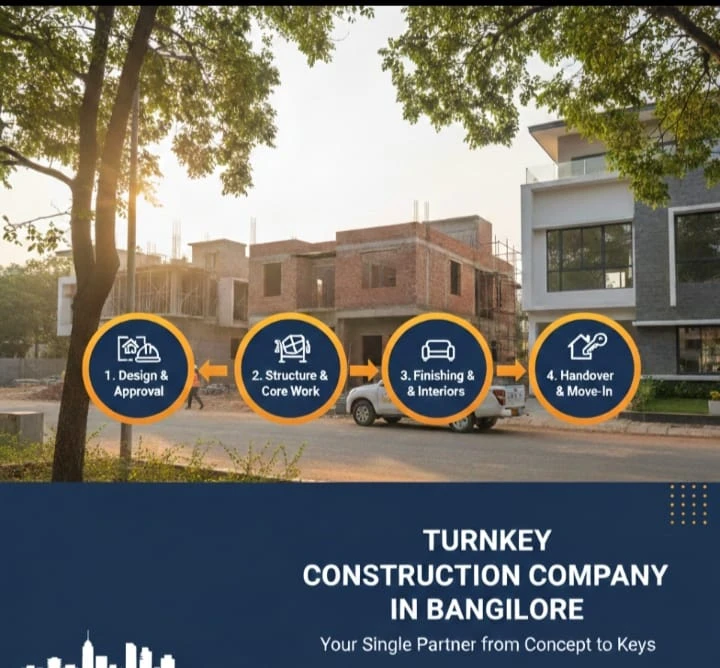 1. Design &
Approval
2. Structure &
Core Work
3. Finishing &
& Interiors
4. Handover
& Move-In
TURNKEY
CONSTRUCTION COMPANY
IN BANGILORE
Your Single Partner from Concept to Keys